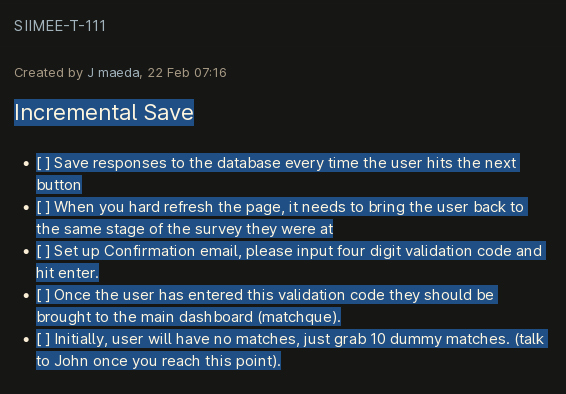 SIIMEE-T-111
Created by J maeda, 22 Feb 07:16
Incremental Save
• [ ] Save responses to the database every time the user hits the next
button
• [ ] When you hard refresh the page, it needs to bring the user back to
the same stage of the survey they were at
• [ ] Set up Confirmation email, please input four digit validation code and
hit enter.
• [ ] Once the user has entered this validation code they should be
brought to the main dashboard (matchque).
• [ ] Initially, user will have no matches, just grab 10 dummy matches. (talk
to John once you reach this point).